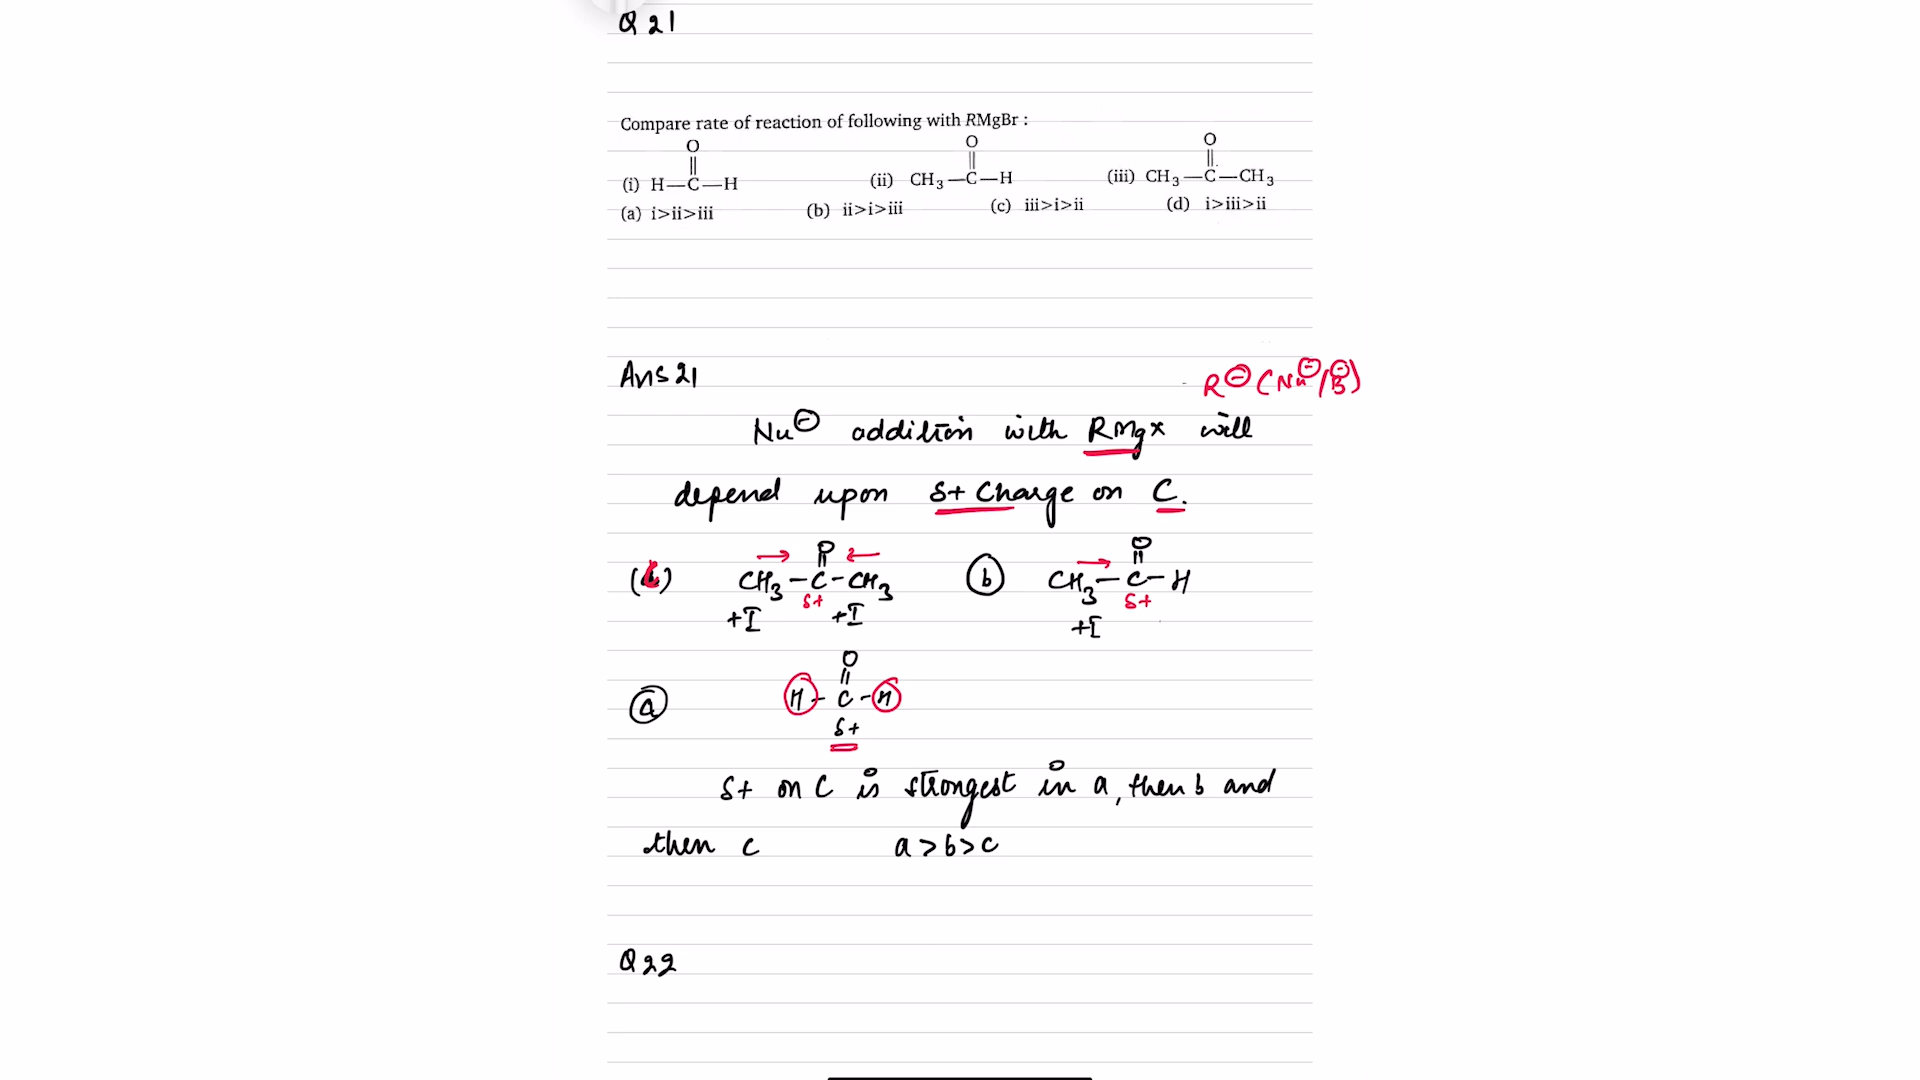 Q 21
Compare rate of reaction of following with RMgBr :
O O O
(i) H—C—H (ii) CH3—C—H (iii) CH3—C—CH3
(a) i>ii>iii (b) ii>i>iii (c) iii>i>ii (d) i>iii>ii
Ans 21
R⊖ (Nu⊖/B⊖)
Nu⊖ addition with RMgx will
depend upon δ+ Charge on C.
O O
CH3-C-CH3 (b) CH3-C-H
δ+ δ+
+I +I +I
O
(a) H-C-H
δ+
δ+ on C is strongest in a, then b and
then c a>b>c
Q 22